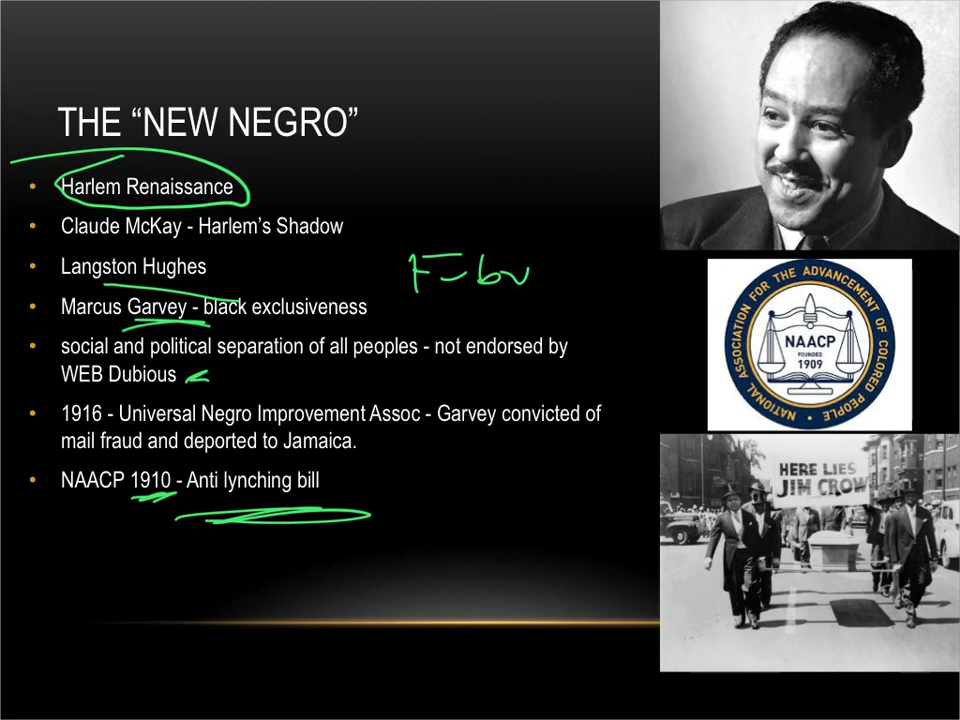 THE “NEW NEGRO”
• Harlem Renaissance
• Claude McKay - Harlem’s Shadow
• Langston Hughes
• Marcus Garvey - black exclusiveness
• social and political separation of all peoples - not endorsed by
WEB Dubious
• 1916 - Universal Negro Improvement Assoc - Garvey convicted of
mail fraud and deported to Jamaica.
• NAACP 1910 - Anti lynching bill
NATIONAL ASSOCIATION FOR THE ADVANCEMENT OF COLORED PEOPLE
NAACP
FOUNDED
1909
HERE LIES
JIM CROW